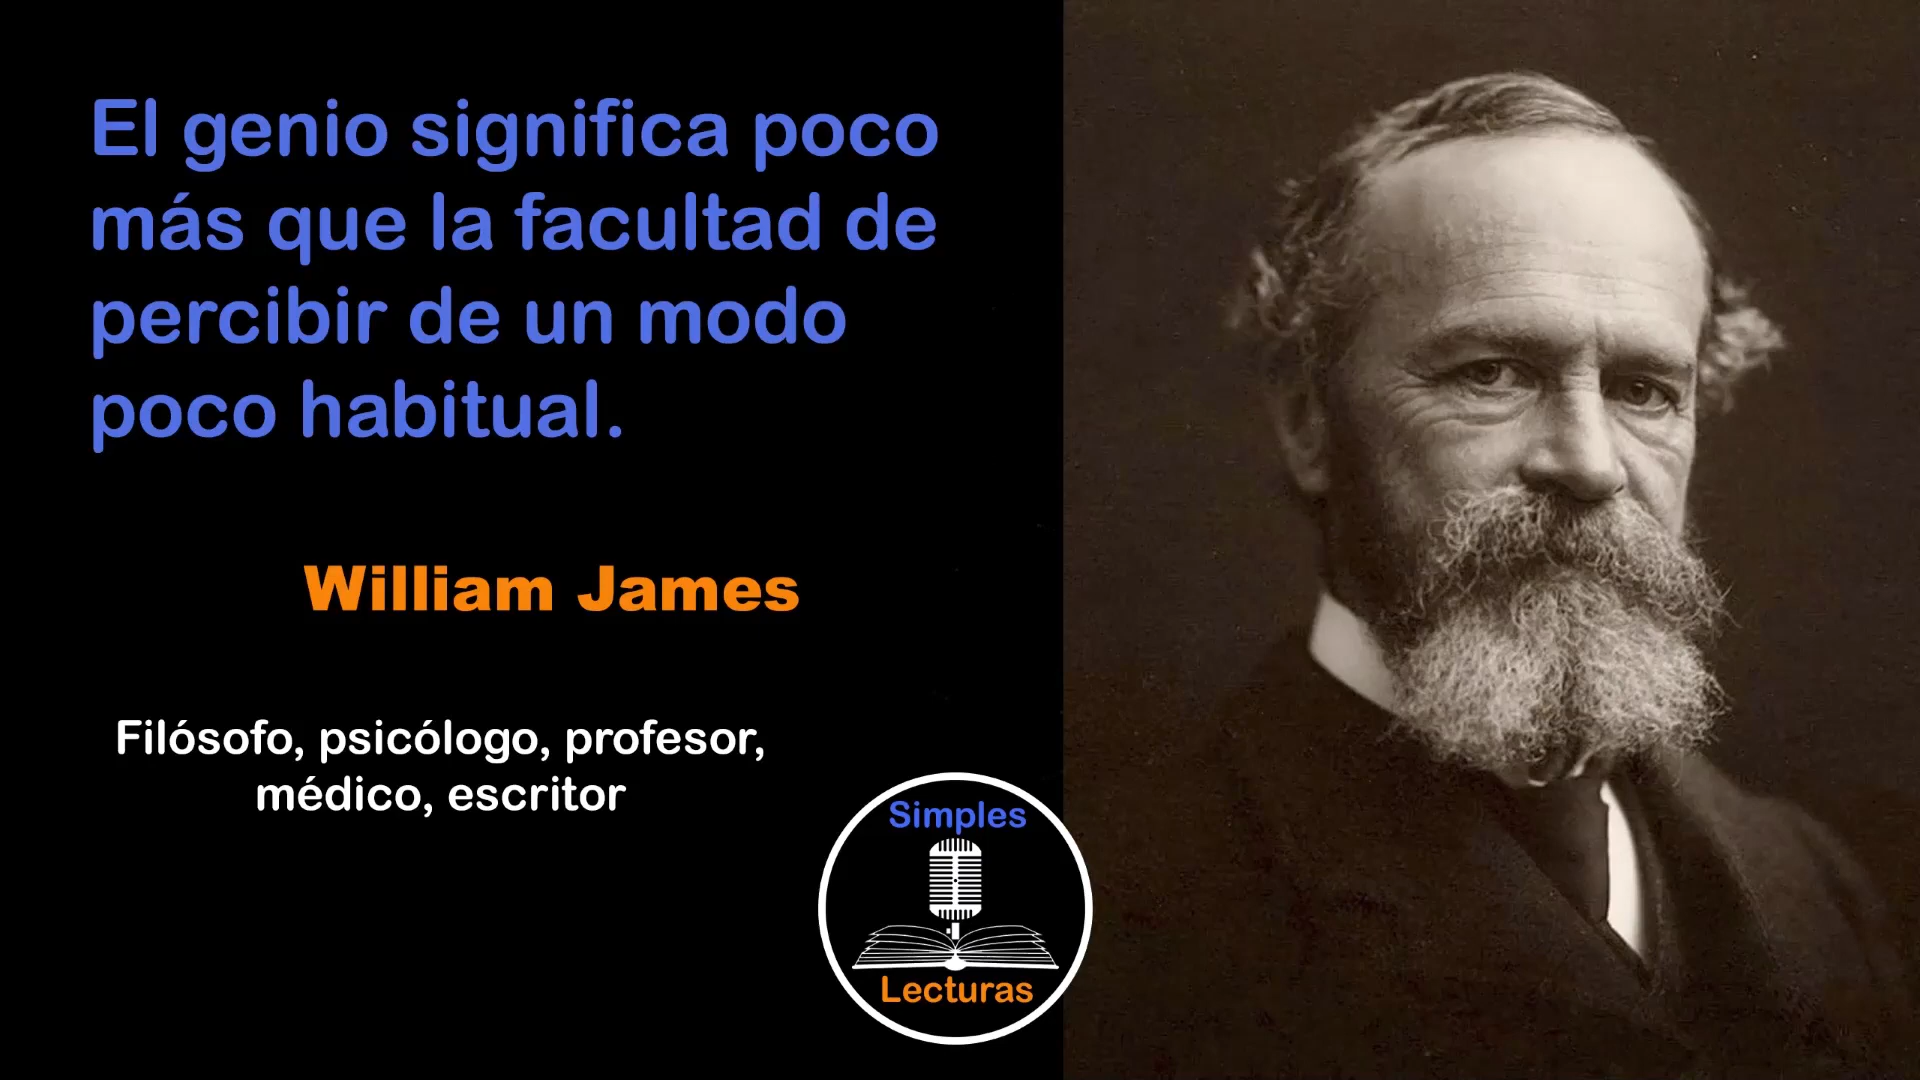 El genio significa poco
más que la facultad de
percibir de un modo
poco habitual.
William James
Filósofo, psicólogo, profesor,
médico, escritor
Simples
Lecturas